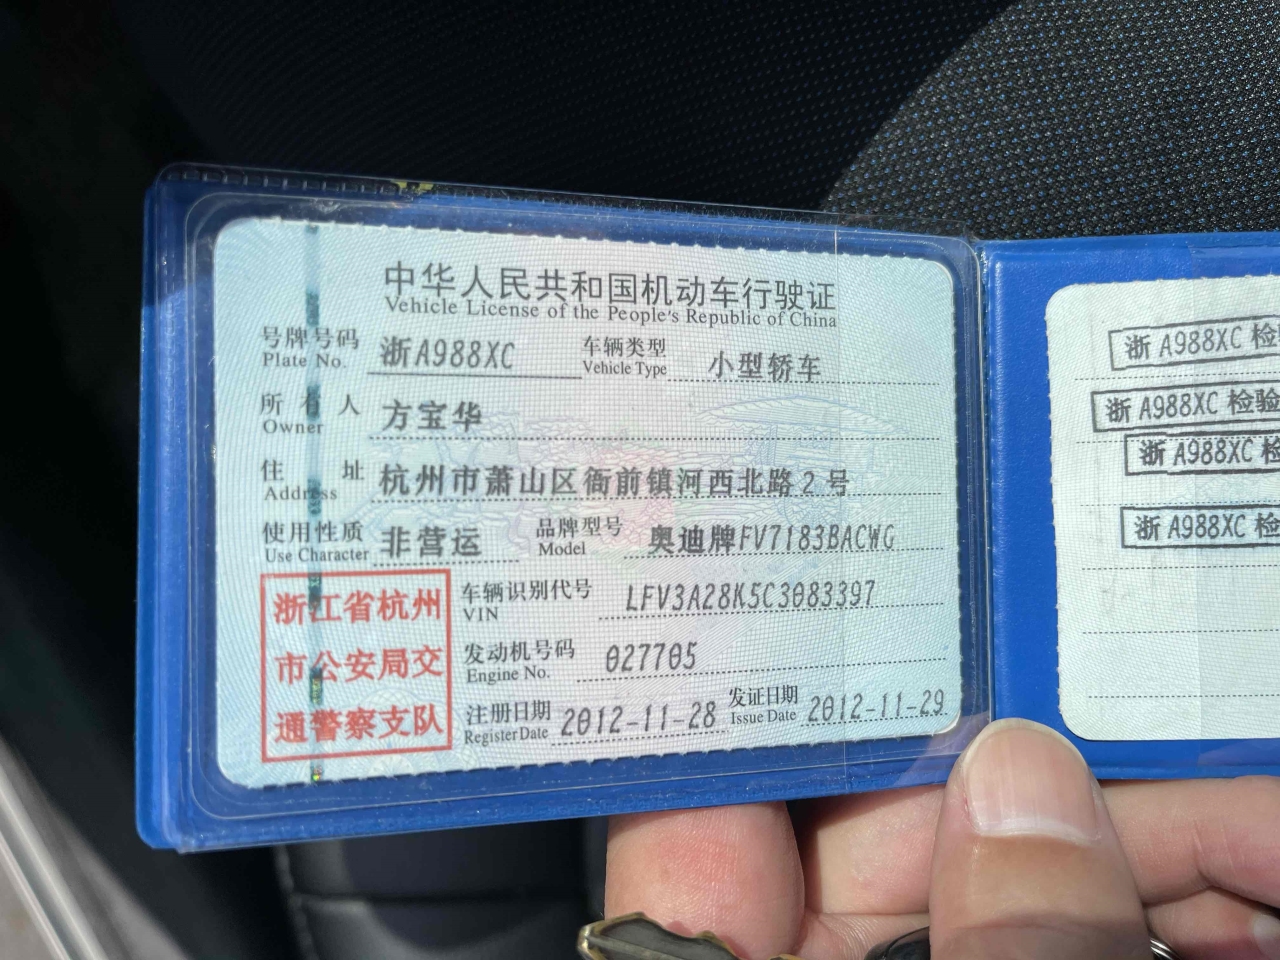 中华人民共和国机动车行驶证
Vehicle License of the People's Republic of China
号牌号码 浙A988XC 车辆类型 小型轿车
Plate No. Vehicle Type
所有人 方宝华
Owner
住址 杭州市萧山区衙前镇河西北路2号
Address
使用性质 非营运 品牌型号 奥迪牌FV7183BACWG
Use Character Model
车辆识别代号 LFV3A28K5C3083397
VIN
发动机号码 027705
Engine No.
注册日期 2012-11-28 发证日期 2012-11-29
Register Date Issue Date
浙江省杭州
市公安局交
通警察支队
浙A988XC 检
浙A988XC 检验
浙A988XC 检
浙A988XC 检